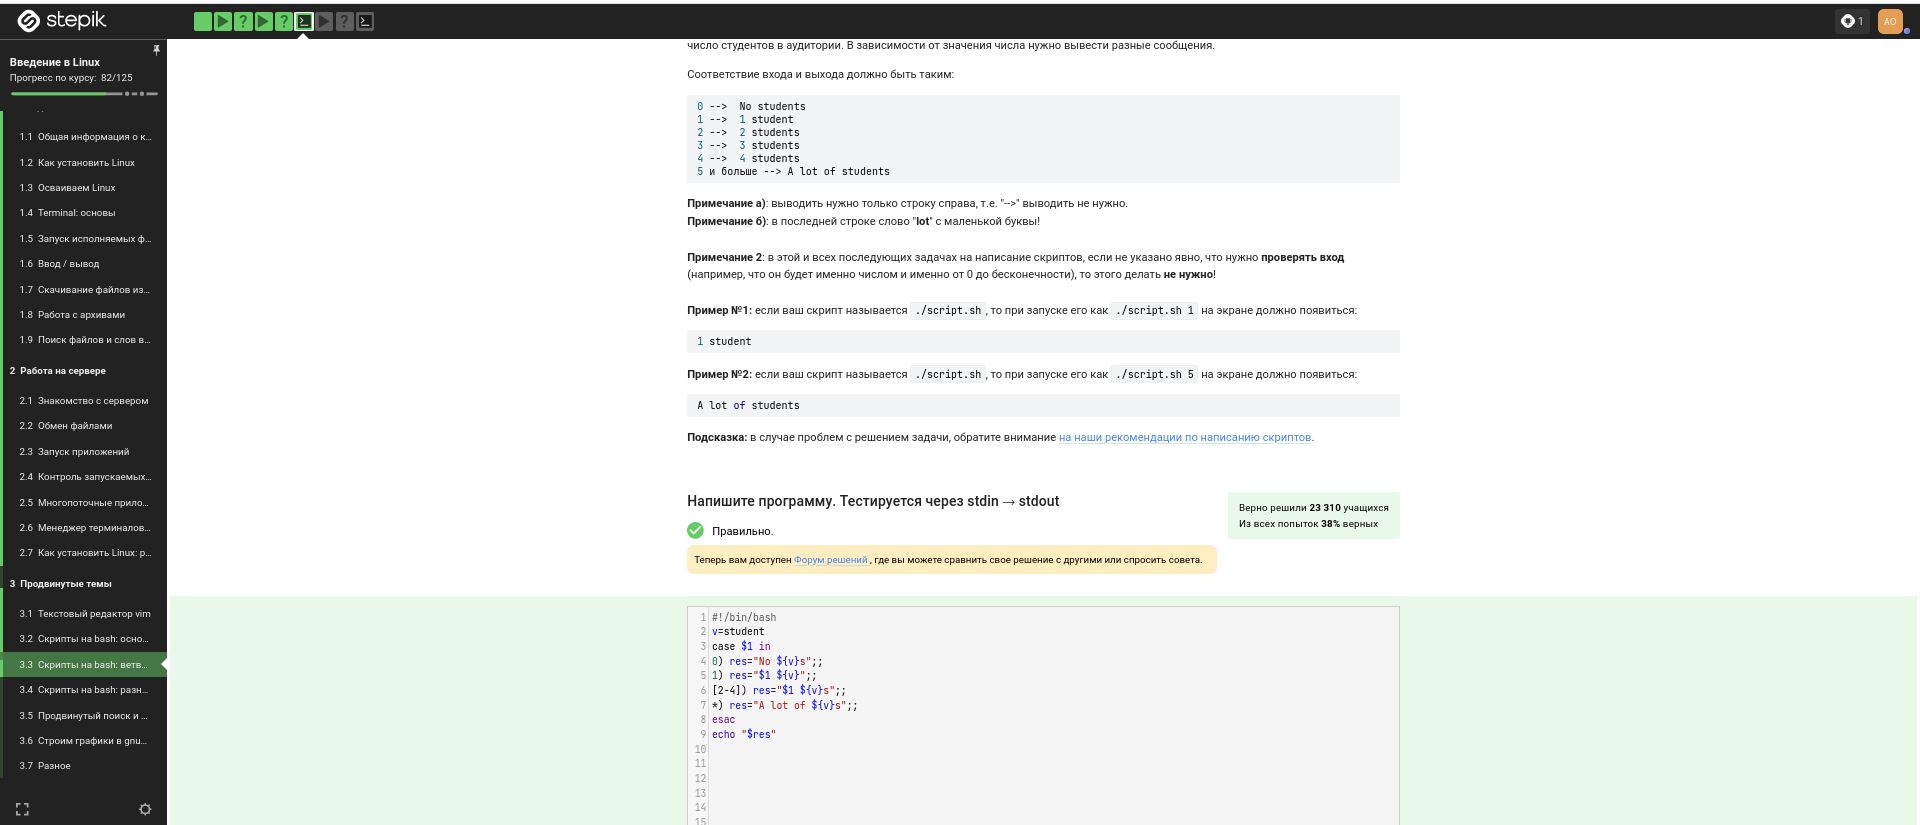 stepik
1
AO
Введение в Linux
Прогресс по курсу: 82/125
1.1 Общая информация о к...
1.2 Как установить Linux
1.3 Осваиваем Linux
1.4 Terminal: основы
1.5 Запуск исполняемых ф...
1.6 Ввод / вывод
1.7 Скачивание файлов из...
1.8 Работа с архивами
1.9 Поиск файлов и слов в...
2 Работа на сервере
2.1 Знакомство с сервером
2.2 Обмен файлами
2.3 Запуск приложений
2.4 Контроль запускаемых...
2.5 Многопоточные прило...
2.6 Менеджер терминалов...
2.7 Как установить Linux: р...
3 Продвинутые темы
3.1 Текстовый редактор vim
3.2 Скрипты на bash: осно...
3.3 Скрипты на bash: ветв...
3.4 Скрипты на bash: разн...
3.5 Продвинутый поиск и ...
3.6 Строим графики в gnu...
3.7 Разное
число студентов в аудитории. В зависимости от значения числа нужно вывести разные сообщения.
Соответствие входа и выхода должно быть таким:
0 --> No students
1 --> 1 student
2 --> 2 students
3 --> 3 students
4 --> 4 students
5 и больше --> A lot of students
Примечание а): выводить нужно только строку справа, т.е. "-->" выводить не нужно.
Примечание б): в последней строке слово "lot" с маленькой буквы!
Примечание 2: в этой и всех последующих задачах на написание скриптов, если не указано явно, что нужно проверять вход
(например, что он будет именно числом и именно от 0 до бесконечности), то этого делать не нужно!
Пример №1: если ваш скрипт называется ./script.sh , то при запуске его как ./script.sh 1 на экране должно появиться:
1 student
Пример №2: если ваш скрипт называется ./script.sh , то при запуске его как ./script.sh 5 на экране должно появиться:
A lot of students
Подсказка: в случае проблем с решением задачи, обратите внимание на наши рекомендации по написанию скриптов.
Напишите программу. Тестируется через stdin → stdout
Верно решили 23 310 учащихся
Из всех попыток 38% верных
Правильно.
Теперь вам доступен Форум решений , где вы можете сравнить свое решение с другими или спросить совета.
1 #!/bin/bash
2 v=student
3 case $1 in
4 0) res="No ${v}s";;
5 1) res="$1 ${v}";;
6 [2-4]) res="$1 ${v}s";;
7 *) res="A lot of ${v}s";;
8 esac
9 echo "$res"
10
11
12
13
14
15